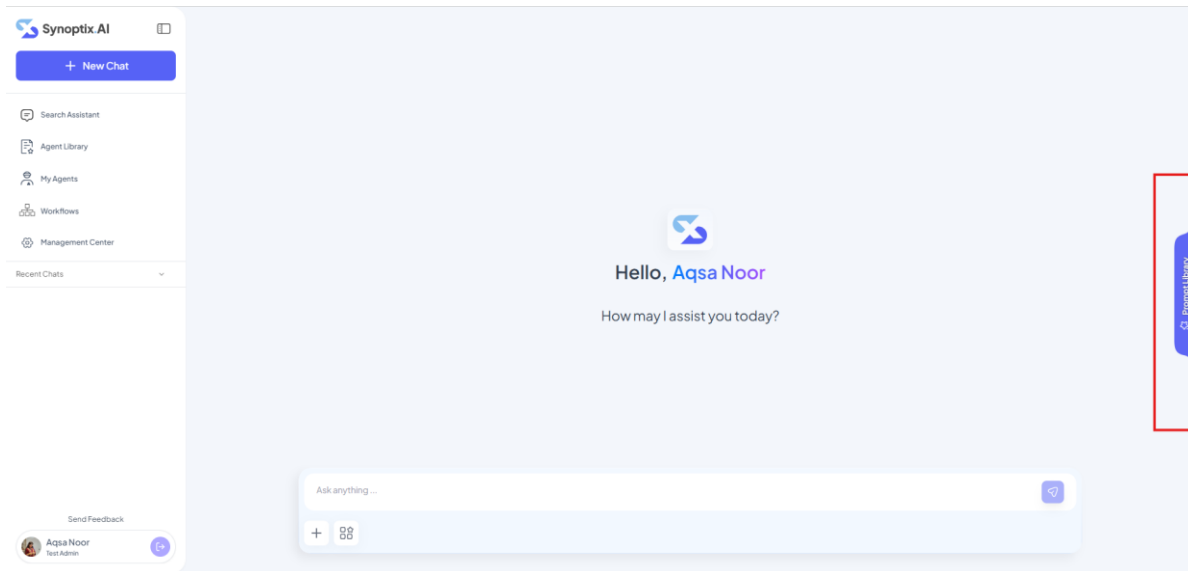 Synoptix.AI
New Chat
Search Assistant
Agent Library
My Agents
Workflows
Management Center
Recent Chats
Send Feedback
Aqsa Noor
Test Admin
Hello, Aqsa Noor
How may I assist you today?
Ask anything ...
Prompt Library